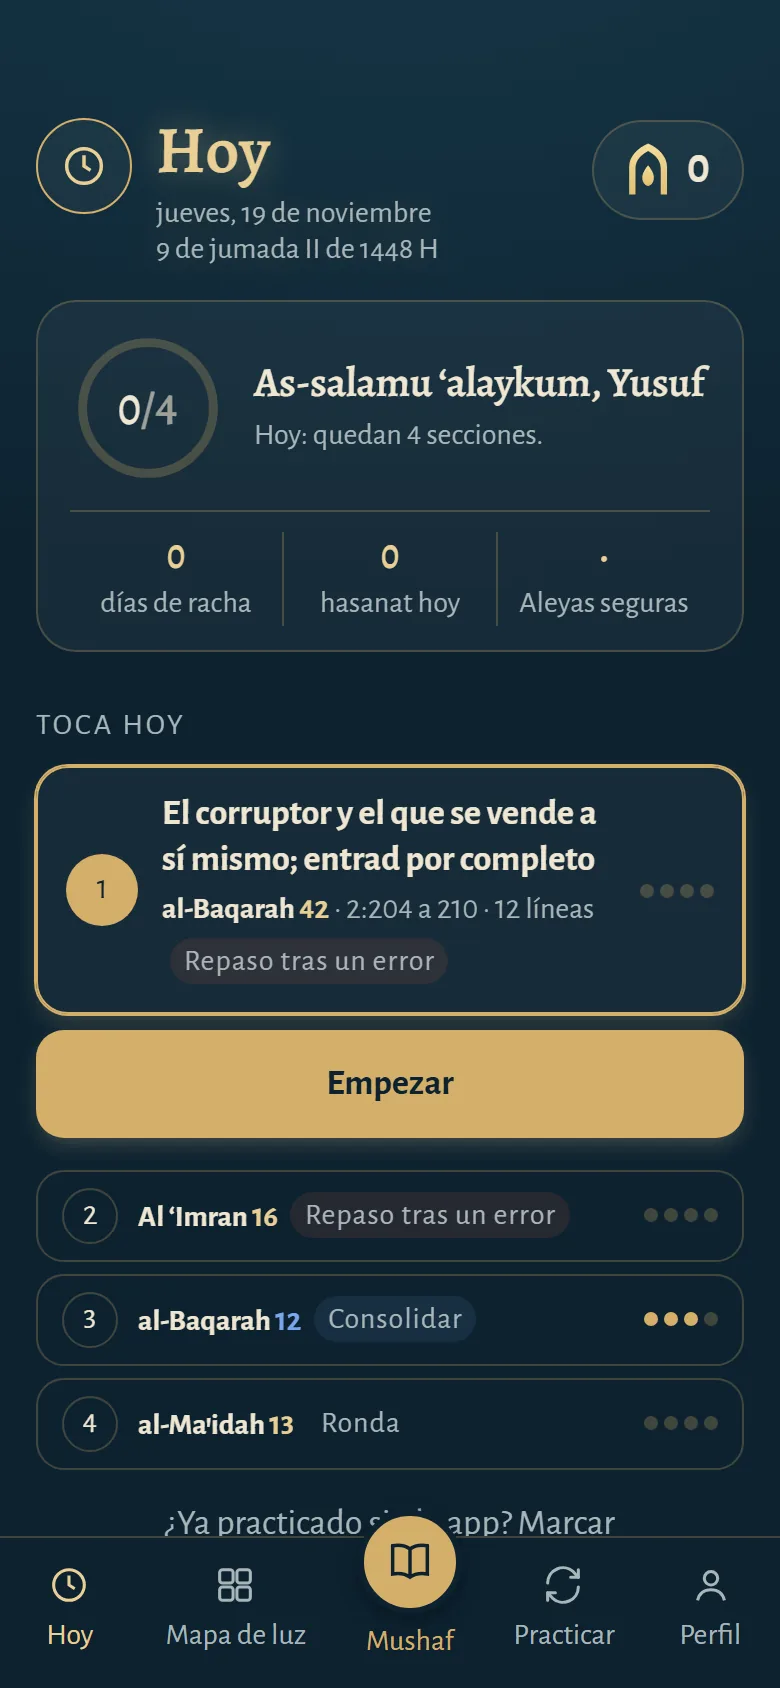 Hoy
0
jueves, 19 de noviembre
9 de jumada II de 1448 H
0/4
As-salamu ‘alaykum, Yusuf
Hoy: quedan 4 secciones.
0
días de racha
0
hasanat hoy
·
Aleyas seguras
TOCA HOY
1
El corruptor y el que se vende a
sí mismo; entrad por completo
al-Baqarah 42 · 2:204 a 210 · 12 líneas
Repaso tras un error
Empezar
2 Al ‘Imran 16 Repaso tras un error
3 al-Baqarah 12 Consolidar
4 al-Ma'idah 13 Ronda
¿Ya practicado app? Marcar
Hoy
Mapa de luz
Mushaf
Practicar
Perfil